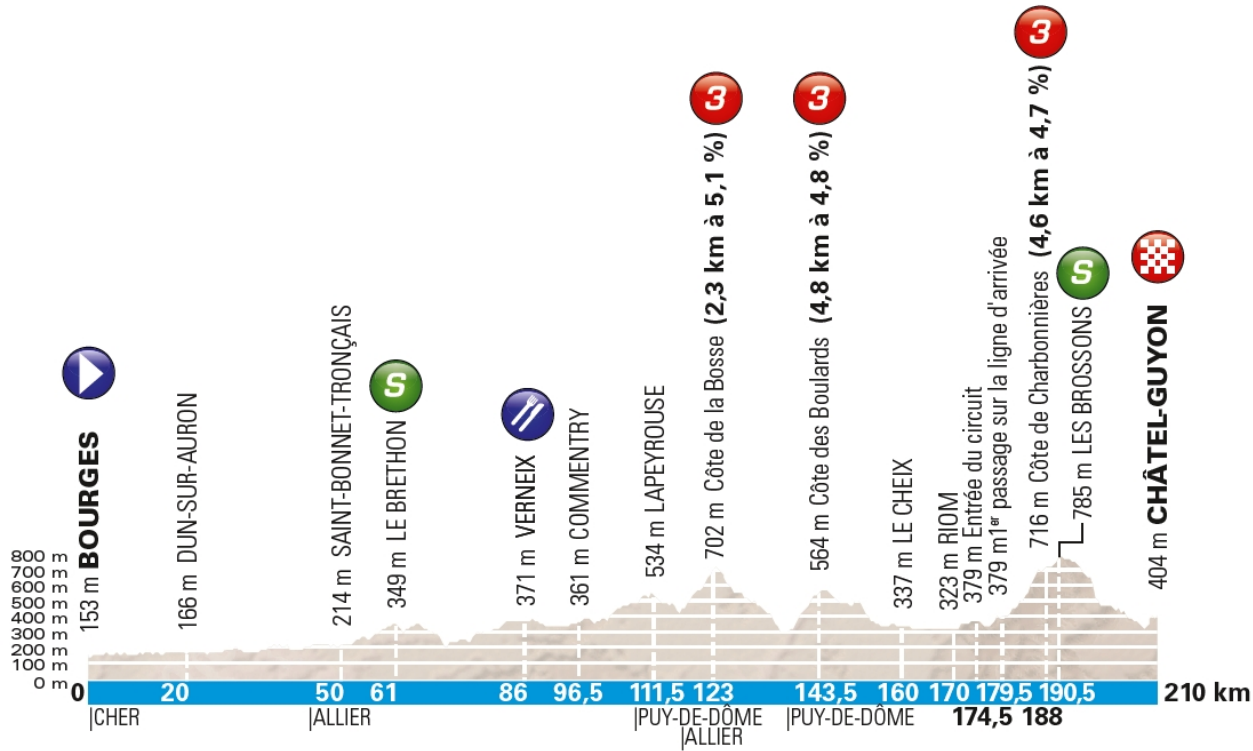 3
3
3
S
S
153 m BOURGES
166 m DUN-SUR-AURON
214 m SAINT-BONNET-TRONÇAIS
349 m LE BRETHON
371 m VERNEIX
361 m COMMENTRY
534 m LAPEYROUSE
702 m Côte de la Bosse (2,3 km à 5,1 %)
564 m Côte des Boulards (4,8 km à 4,8 %)
337 m LE CHEIX
323 m RIOM
379 m Entrée du circuit
379 m 1er passage sur la ligne d'arrivée
716 m Côte de Charbonnières (4,6 km à 4,7 %)
785 m LES BROSSONS
404 m CHÂTEL-GUYON
800 m
700 m
600 m
500 m
400 m
300 m
200 m
100 m
0 m
0 20 50 61 86 96,5 111,5 123 143,5 160 170 179,5 190,5 210 km
174,5 188
|CHER |ALLIER |PUY-DE-DÔME |PUY-DE-DÔME
|ALLIER